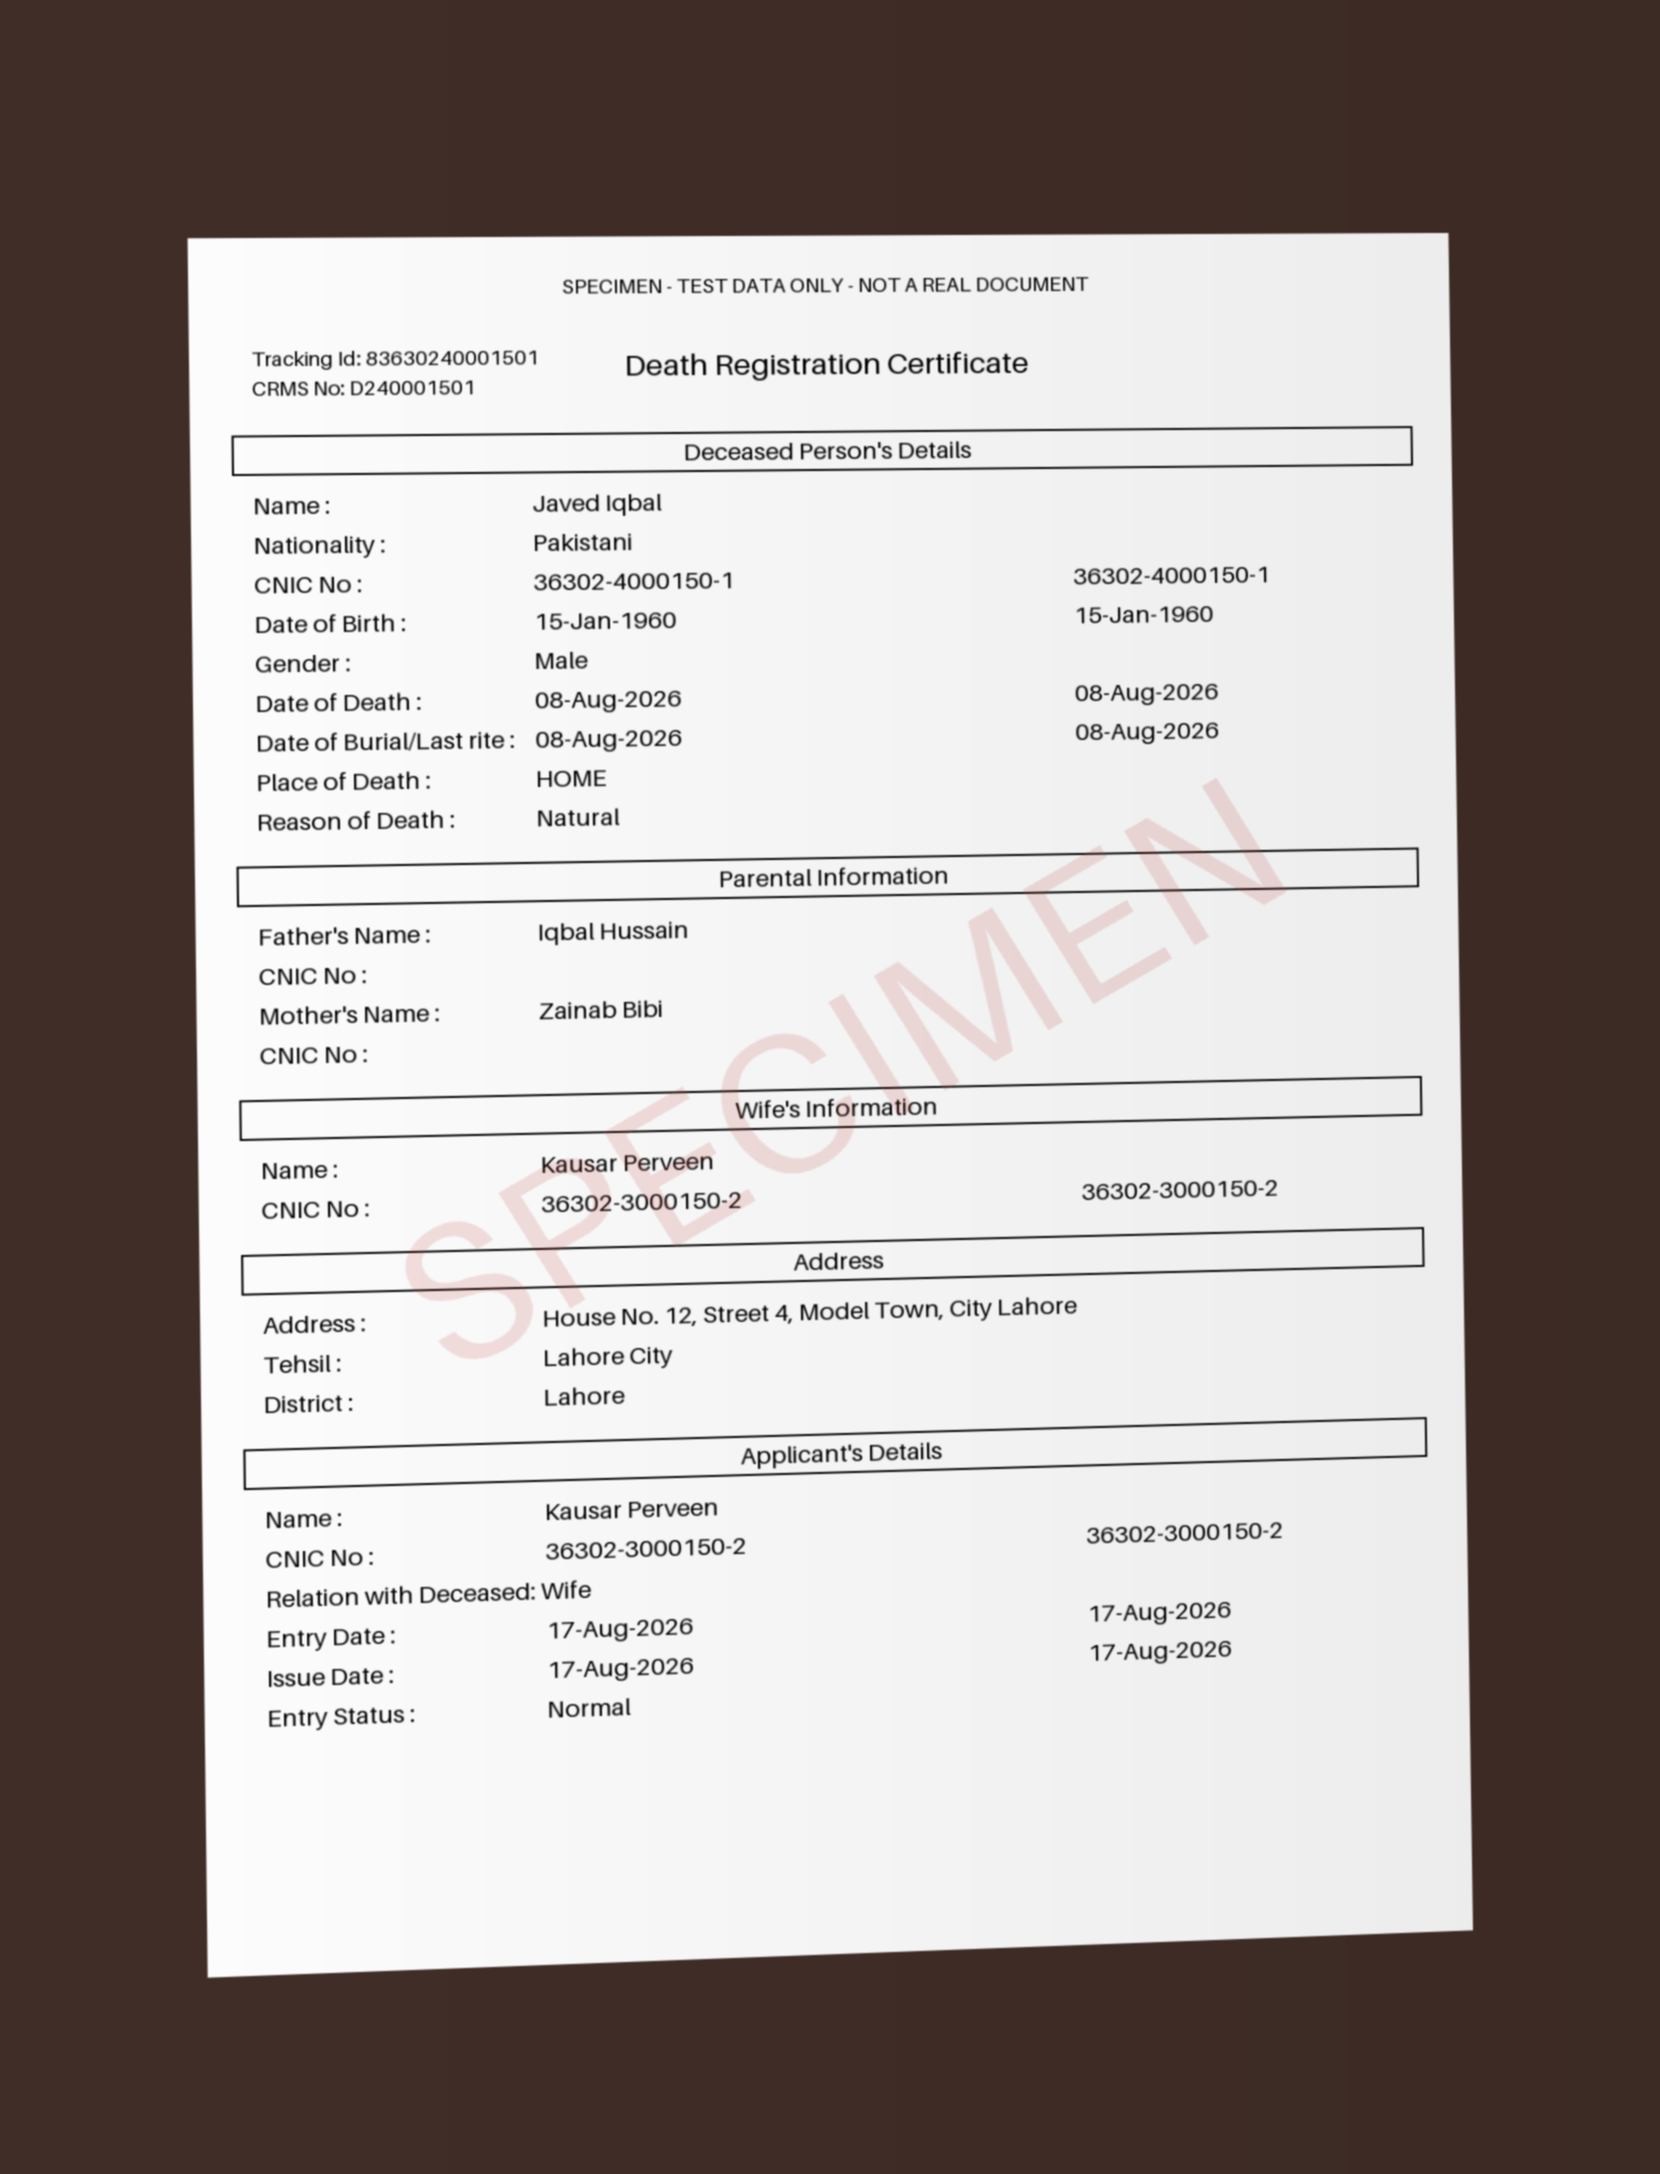 SPECIMEN - TEST DATA ONLY - NOT A REAL DOCUMENT
Tracking Id: 83630240001501
CRMS No: D240001501
Death Registration Certificate
Deceased Person's Details
Name : Javed Iqbal
Nationality : Pakistani
CNIC No : 36302-4000150-1 36302-4000150-1
Date of Birth : 15-Jan-1960 15-Jan-1960
Gender : Male
Date of Death : 08-Aug-2026 08-Aug-2026
Date of Burial/Last rite : 08-Aug-2026 08-Aug-2026
Place of Death : HOME
Reason of Death : Natural
Parental Information
Father's Name : Iqbal Hussain
CNIC No :
Mother's Name : Zainab Bibi
CNIC No :
Wife's Information
Name : Kausar Perveen
CNIC No : 36302-3000150-2 36302-3000150-2
Address
Address : House No. 12, Street 4, Model Town, City Lahore
Tehsil : Lahore City
District : Lahore
Applicant's Details
Name : Kausar Perveen
CNIC No : 36302-3000150-2 36302-3000150-2
Relation with Deceased: Wife
Entry Date : 17-Aug-2026 17-Aug-2026
Issue Date : 17-Aug-2026 17-Aug-2026
Entry Status : Normal
SPECIMEN